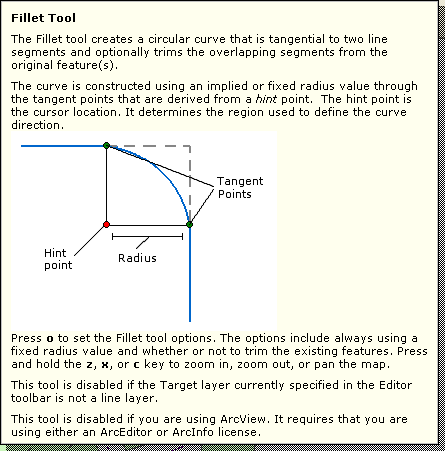 Fillet Tool
The Fillet tool creates a circular curve that is tangential to two line
segments and optionally trims the overlapping segments from the
original feature(s).
The curve is constructed using an implied or fixed radius value through
the tangent points that are derived from a hint point.  The hint point is
the cursor location. It determines the region used to define the curve
direction.
Tangent
Points
Hint
point
Radius
Press o to set the Fillet tool options. The options include always using a
fixed radius value and whether or not to trim the existing features. Press
and hold the z, x, or c key to zoom in, zoom out, or pan the map.
This tool is disabled if the Target layer currently specified in the Editor
toolbar is not a line layer.
This tool is disabled if you are using ArcView. It requires that you are
using either an ArcEditor or ArcInfo license.